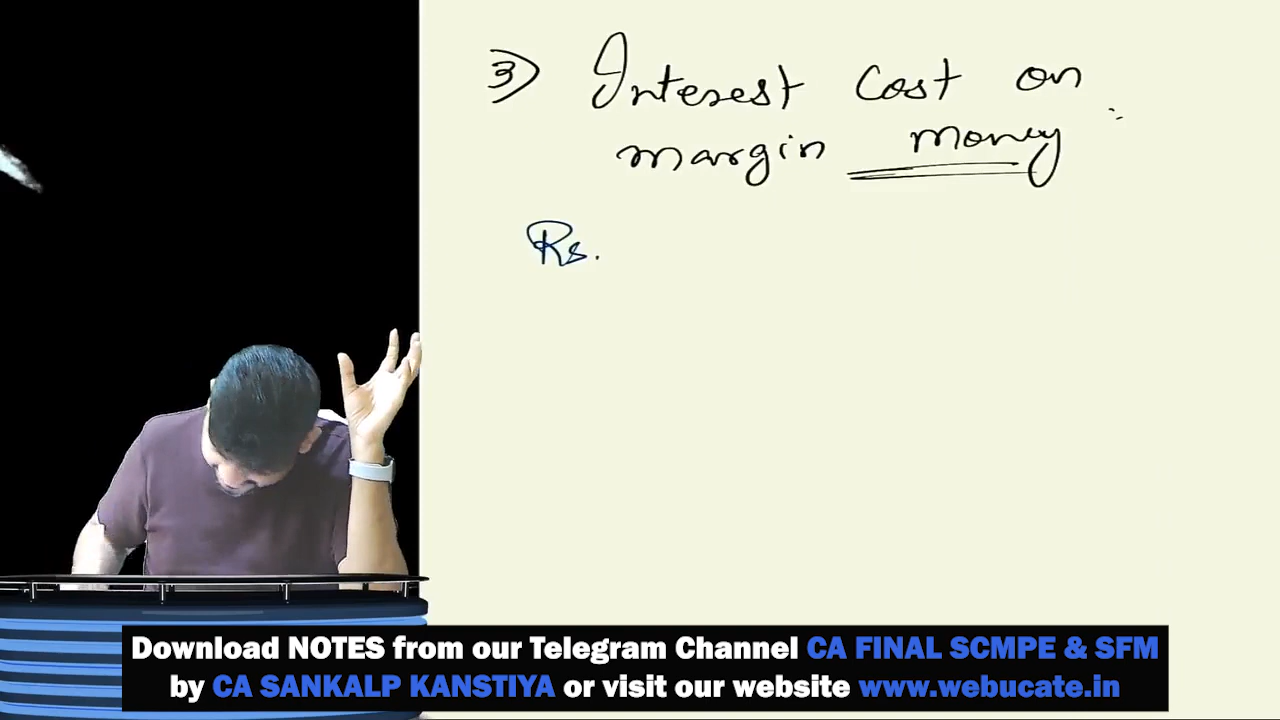 3) Interest Cost on
margin money :-
Rs.
Download NOTES from our Telegram Channel CA FINAL SCMPE & SFM
by CA SANKALP KANSTIYA or visit our website www.webucate.in